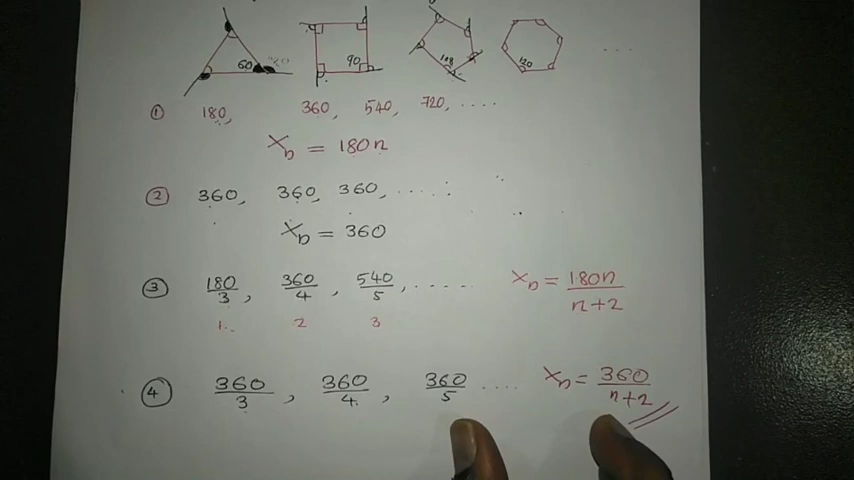 60 90 108 120
① 180, 360, 540, 720, ....
Xn = 180n
② 360, 360, 360, .....
Xn = 360
③ 180/3, 360/4, 540/5, ..... Xn = 180n/n+2
1. 2 3
④ 360/3, 360/4, 360/5 .... Xn = 360/n+2